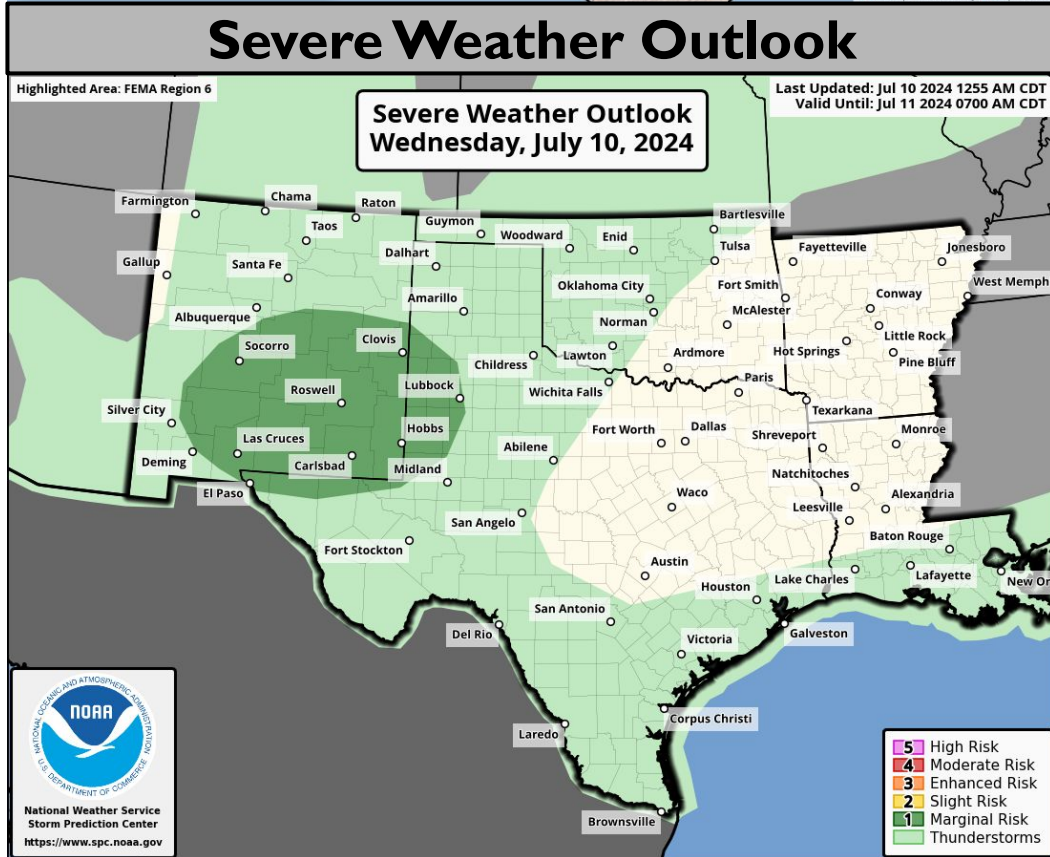 Severe Weather Outlook
Highlighted Area: FEMA Region 6
Last Updated: Jul 10 2024 1255 AM CDT
Valid Until: Jul 11 2024 0700 AM CDT
Severe Weather Outlook
Wednesday, July 10, 2024
Farmington
Chama
Raton
Taos
Guymon
Woodward
Enid
Bartlesville
Tulsa
Fayetteville
Jonesboro
Gallup
Santa Fe
Dalhart
Oklahoma City
Fort Smith
West Memph
Albuquerque
Amarillo
Norman
McAlester
Conway
Little Rock
Socorro
Clovis
Childress
Lawton
Ardmore
Hot Springs
Pine Bluff
Roswell
Lubbock
Wichita Falls
Paris
Silver City
Texarkana
Las Cruces
Hobbs
Fort Worth
Dallas
Shreveport
Monroe
Deming
Carlsbad
Midland
Abilene
Natchitoches
El Paso
Waco
Alexandria
San Angelo
Leesville
Baton Rouge
Fort Stockton
Austin
Houston
Lake Charles
Lafayette
New Or
San Antonio
Del Rio
Victoria
Galveston
Laredo
Corpus Christi
Brownsville
NATIONAL OCEANIC AND ATMOSPHERIC ADMINISTRATION
NOAA
U.S. DEPARTMENT OF COMMERCE
National Weather Service
Storm Prediction Center
https://www.spc.noaa.gov
5 High Risk
4 Moderate Risk
3 Enhanced Risk
2 Slight Risk
1 Marginal Risk
Thunderstorms